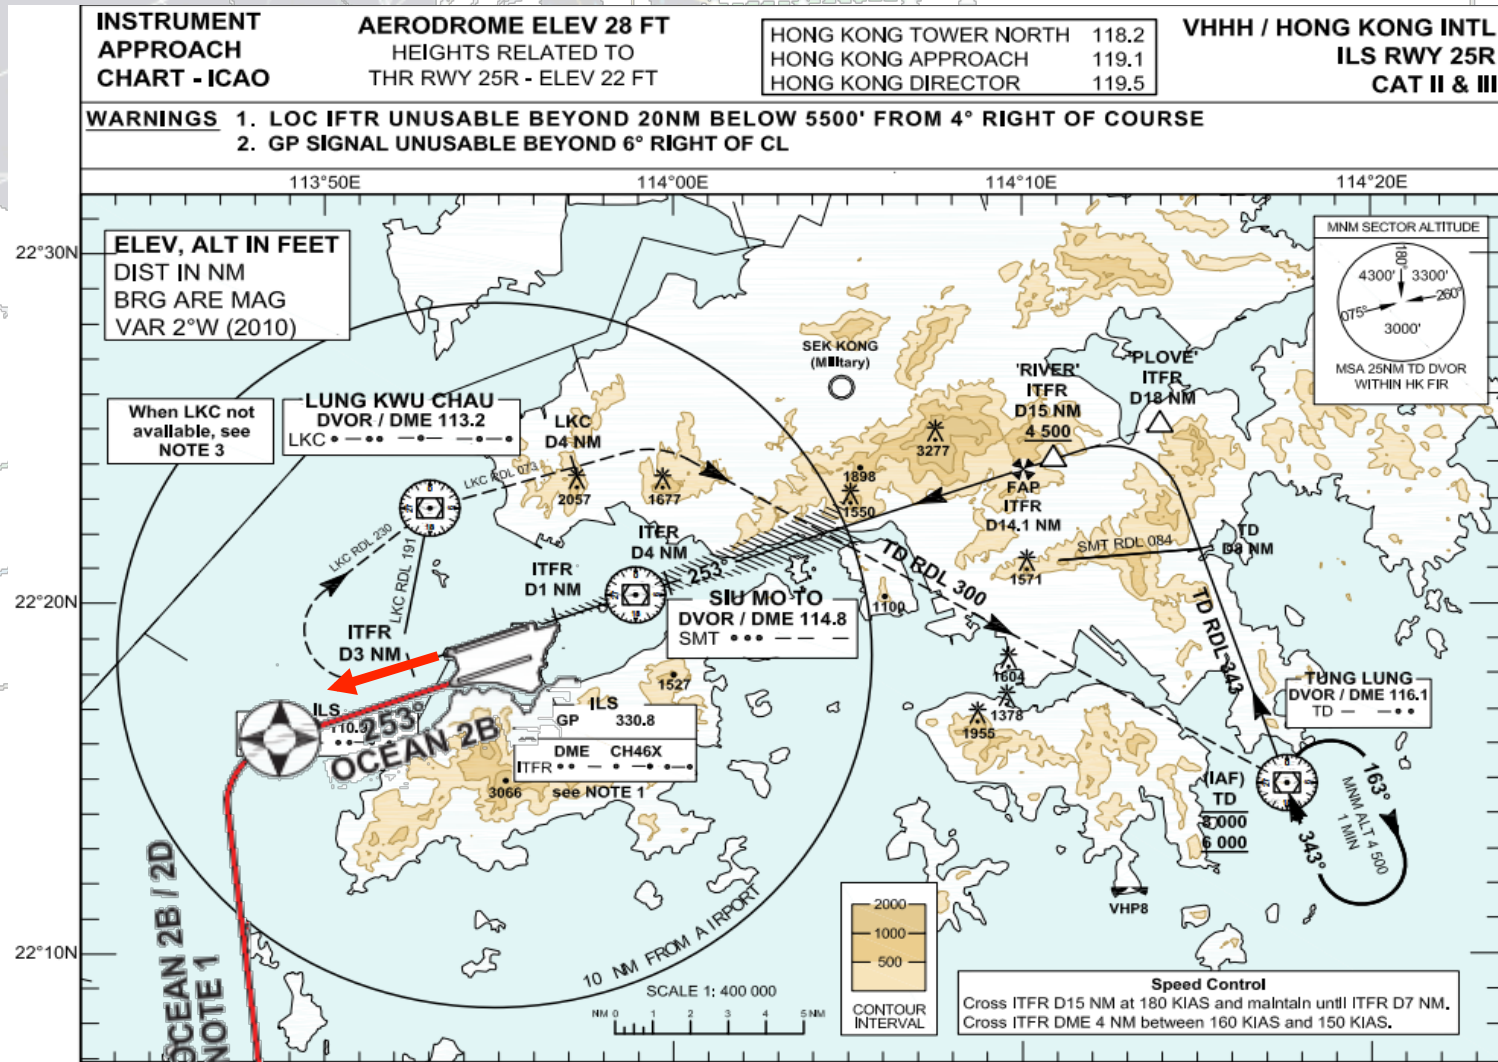 INSTRUMENT
APPROACH
CHART - ICAO
AERODROME ELEV 28 FT
HEIGHTS RELATED TO
THR RWY 25R - ELEV 22 FT
HONG KONG TOWER NORTH 118.2
HONG KONG APPROACH 119.1
HONG KONG DIRECTOR 119.5
VHHH / HONG KONG INTL
ILS RWY 25R
CAT II & III
WARNINGS 1. LOC IFTR UNUSABLE BEYOND 20NM BELOW 5500' FROM 4° RIGHT OF COURSE
2. GP SIGNAL UNUSABLE BEYOND 6° RIGHT OF CL
113°50E
114°00E
114°10E
114°20E
22°30N
22°20N
22°10N
ELEV, ALT IN FEET
DIST IN NM
BRG ARE MAG
VAR 2°W (2010)
MNM SECTOR ALTITUDE
180°
4300'
3300'
075°
260°
3000'
MSA 25NM TD DVOR
WITHIN HK FIR
SEK KONG
(Military)
'RIVER'
ITFR
D15 NM
4 500
'PLOVE'
ITFR
D18 NM
When LKC not
available, see
NOTE 3
LUNG KWU CHAU
DVOR / DME 113.2
LKC
LKC
D4 NM
LKC RDL 073
LKC RDL 230
LKC RDL 191
2057
1677
3277
1898
1550
FAP
ITFR
D14.1 NM
ITFR
D4 NM
ITFR
D1 NM
253°
TD RDL 300
SMT RDL 084
TD
D8 NM
1571
1100
SIU MO TO
DVOR / DME 114.8
SMT
ITFR
D3 NM
TD RDL 343
1604
1378
1955
1527
3066
TUNG LUNG
DVOR / DME 116.1
TD
ILS
253°
OCEAN 2B
ILS
GP 330.8
DME CH46X
ITFR
see NOTE 1
(IAF)
TD
8 000
6 000
163°
MNM ALT 4 500
1 MIN
343°
VHP8
OCEAN 2B / 2D
NOTE 1
10 NM FROM AIRPORT
SCALE 1: 400 000
NM 0 1 2 3 4 5 NM
2000
1000
500
CONTOUR
INTERVAL
Speed Control
Cross ITFR D15 NM at 180 KIAS and maintain until ITFR D7 NM.
Cross ITFR DME 4 NM between 160 KIAS and 150 KIAS.